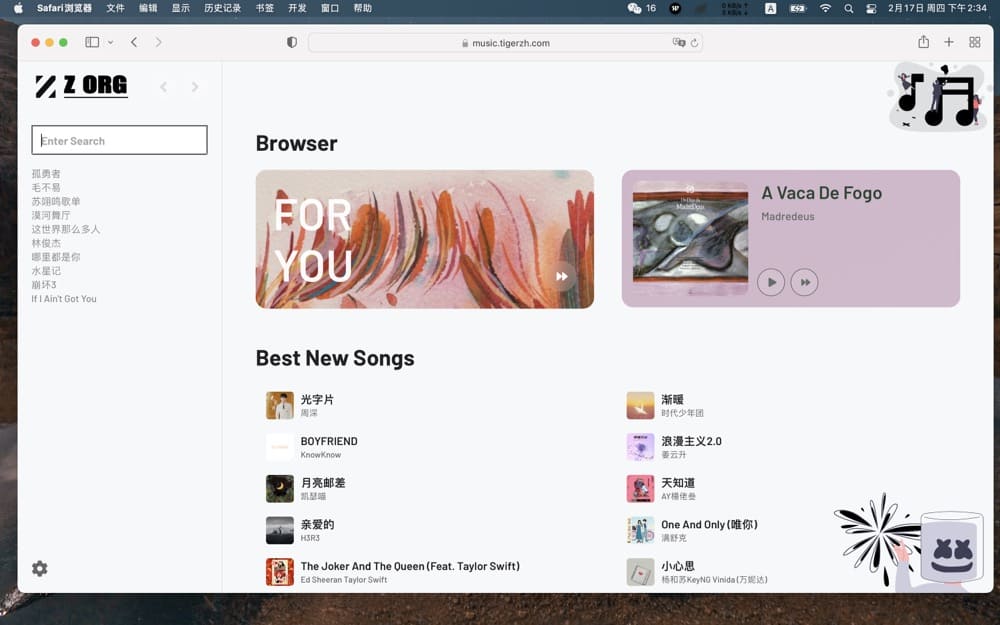 Safari浏览器 文件 编辑 显示 历史记录 书签 开发 窗口 帮助 16 0 KB/s↑ 3 KB/s↓ A 2月17日 周四 下午2:34
music.tigerzh.com
Z ORG
Enter Search
孤勇者
毛不易
苏翊鸣歌单
漠河舞厅
这世界那么多人
林俊杰
哪里都是你
水星记
崩坏3
If I Ain't Got You
Browser
FOR
YOU
A Vaca De Fogo
Madredeus
Best New Songs
光字片
周深
渐暖
时代少年团
BOYFRIEND
KnowKnow
浪漫主义2.0
姜云升
月亮邮差
凯瑟喵
天知道
AY楊佬叁
亲爱的
H3R3
One And Only (唯你)
满舒克
The Joker And The Queen (Feat. Taylor Swift)
Ed Sheeran Taylor Swift
小心思
杨和苏KeyNG Vinida (万妮达)